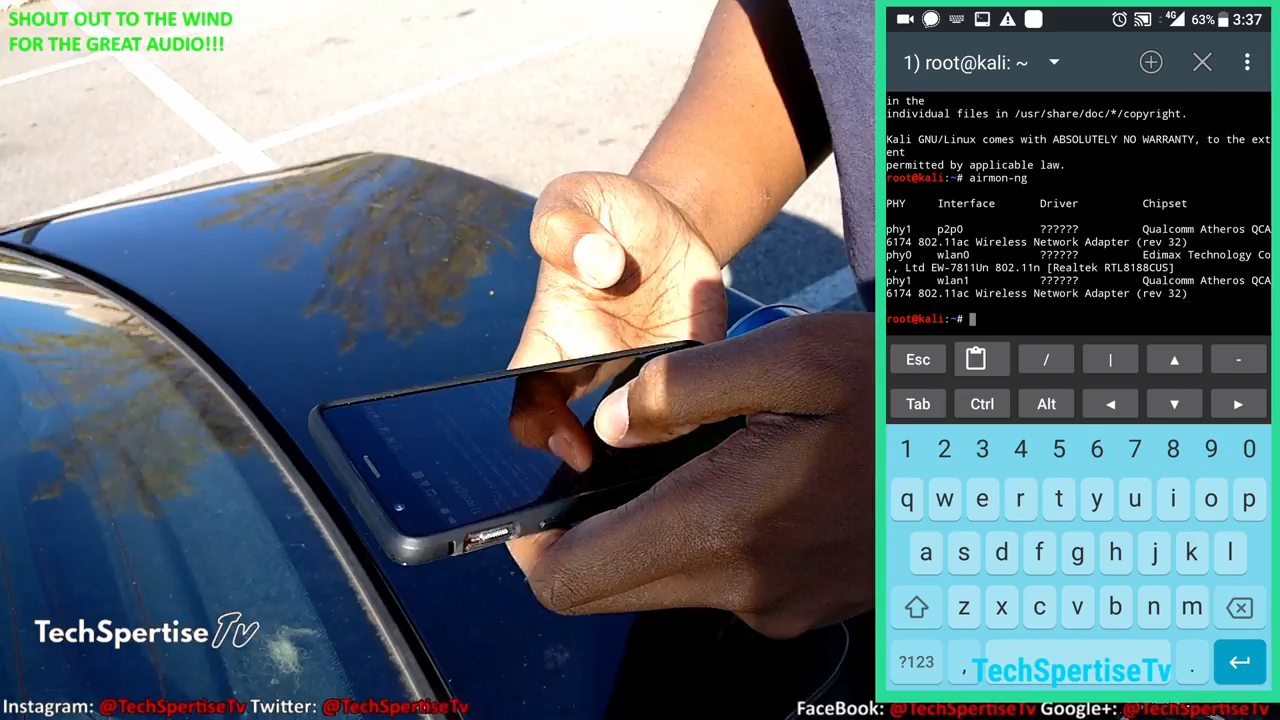 SHOUT OUT TO THE WIND
FOR THE GREAT AUDIO!!!
4G 63% 3:37
1) root@kali: ~
in the
individual files in /usr/share/doc/*/copyright.
Kali GNU/Linux comes with ABSOLUTELY NO WARRANTY, to the ext
ent
permitted by applicable law.
root@kali:~# airmon-ng
PHY Interface Driver Chipset
phy1 p2p0 ?????? Qualcomm Atheros QCA
6174 802.11ac Wireless Network Adapter (rev 32)
phy0 wlan0 ?????? Edimax Technology Co
., Ltd EW-7811Un 802.11n [Realtek RTL8188CUS]
phy1 wlan1 ?????? Qualcomm Atheros QCA
6174 802.11ac Wireless Network Adapter (rev 32)
root@kali:~#
Esc / | ▲ -
Tab Ctrl Alt ◄ ▼ ►
1 2 3 4 5 6 7 8 9 0
q w e r t y u i o p
a s d f g h j k l
z x c v b n m
?123 , .
TechSpertiseTv
TechSpertise Tv
Instagram: @TechSpertiseTv Twitter: @TechSpertiseTv
FaceBook: @TechSpertiseTv Google+: @TechSpertiseTv